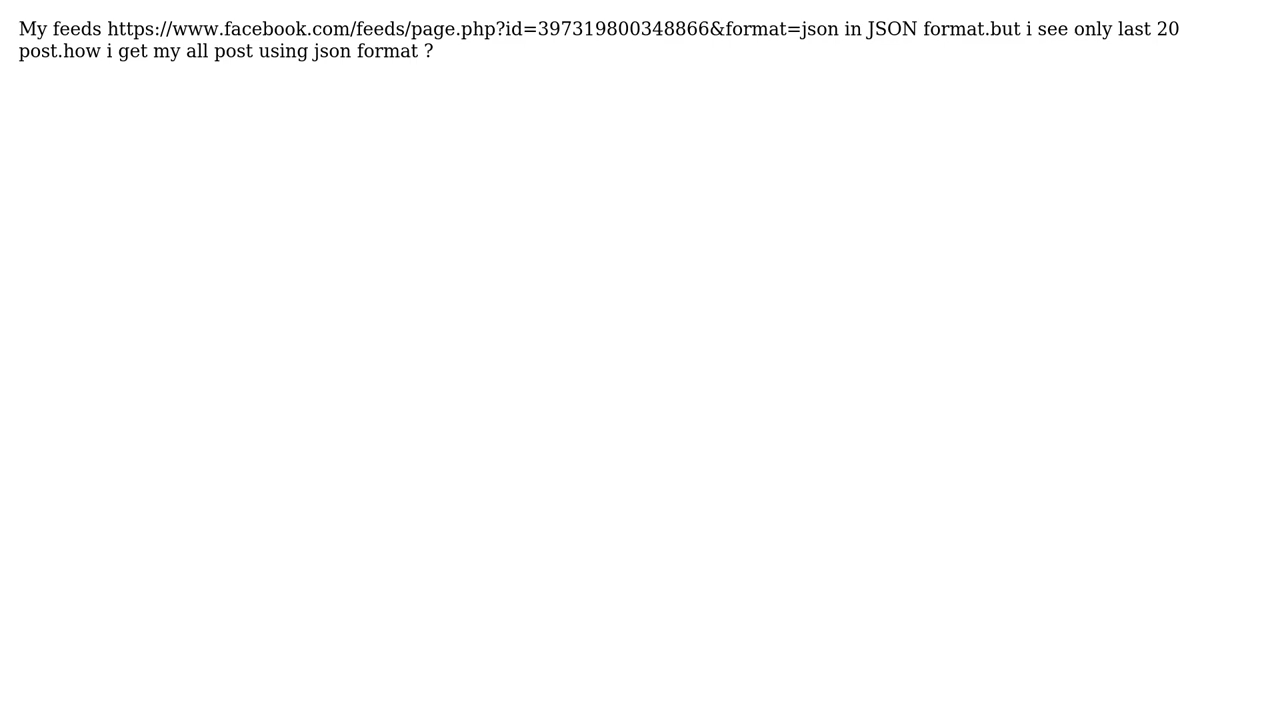 My feeds https://www.facebook.com/feeds/page.php?id=397319800348866&format=json in JSON format.but i see only last 20
post.how i get my all post using json format ?